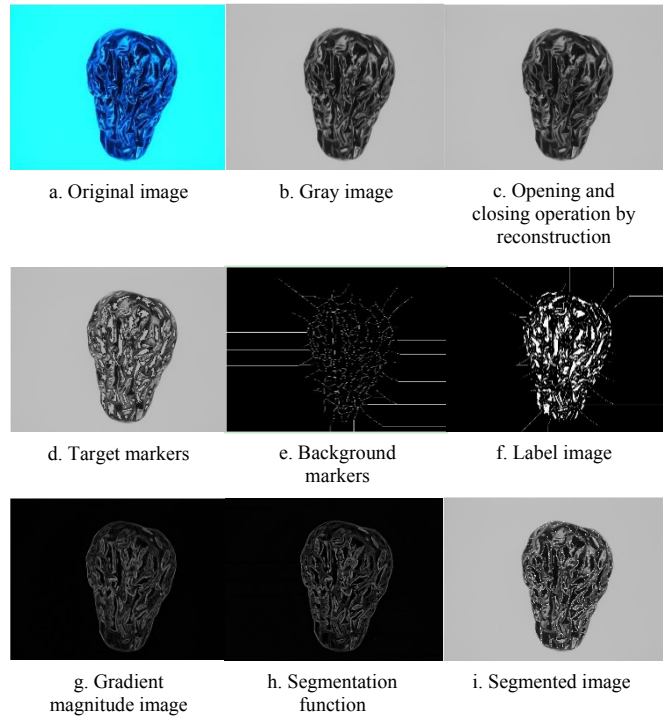 a. Original image
b. Gray image
c. Opening and
closing operation by
reconstruction
d. Target markers
e. Background
markers
f. Label image
g. Gradient
magnitude image
h. Segmentation
function
i. Segmented image